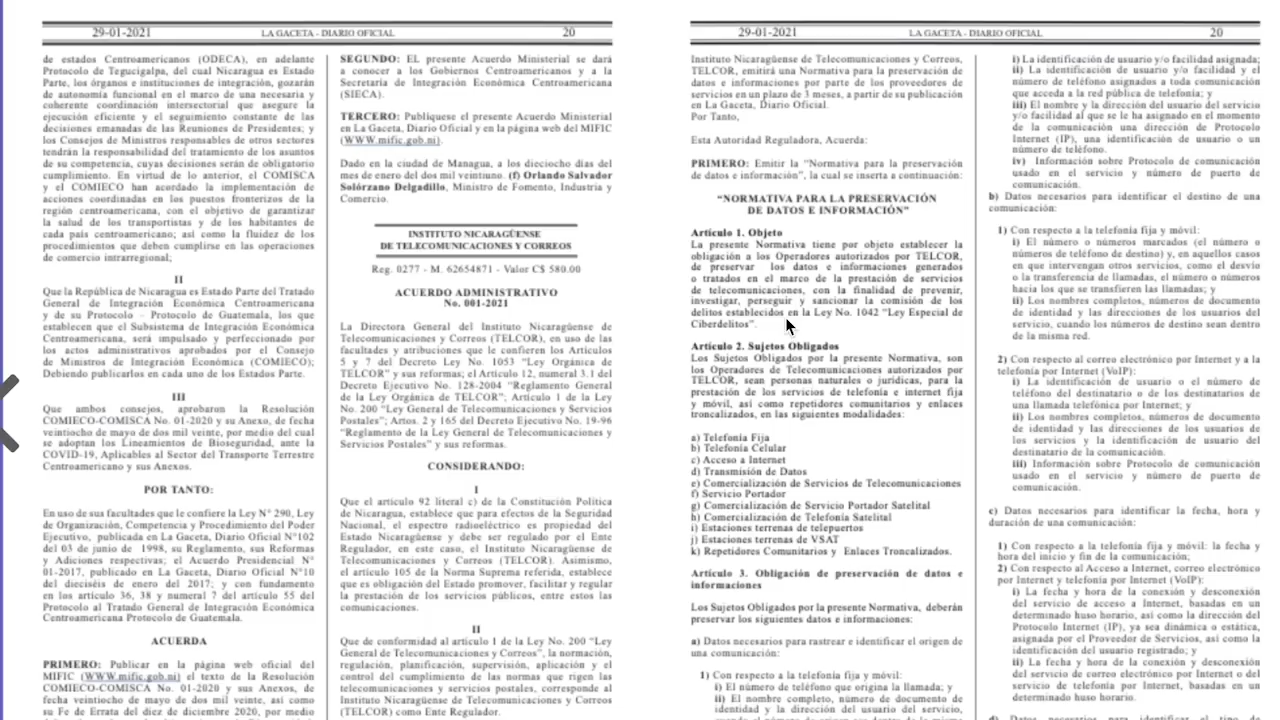 29-01-2021 LA GACETA - DIARIO OFICIAL 20
de estados Centroamericanos (ODECA), en adelante
Protocolo de Tegucigalpa, del cual Nicaragua es Estado
Parte, los órganos e instituciones de integración, gozarán
de autonomía funcional en el marco de una necesaria y
coherente coordinación intersectorial que asegure la
ejecución eficiente y el seguimiento constante de las
decisiones emanadas de las Reuniones de Presidentes; y
los Consejos de Ministros responsables de otros sectores
tendrán la responsabilidad del tratamiento de los asuntos
de su competencia, cuyas decisiones serán de obligatorio
cumplimiento. En virtud de lo anterior, el COMISCA
y el COMIECO han acordado la implementación de
acciones coordinadas en los puestos fronterizos de la
región centroamericana, con el objetivo de garantizar
la salud de los transportistas y de los habitantes de
cada país centroamericano; así como la fluidez de los
procedimientos que deben cumplirse en las operaciones
de comercio intrarregional;
II
Que la República de Nicaragua es Estado Parte del Tratado
General de Integración Económica Centroamericana
y de su Protocolo - Protocolo de Guatemala, los que
establecen que el Subsistema de Integración Económica
Centroamericana, será impulsado y perfeccionado por
los actos administrativos aprobados por el Consejo
de Ministros de Integración Económica (COMIECO);
Debiendo publicarlos en cada uno de los Estados Parte.
III
Que ambos consejos, aprobaron la Resolución
COMIECO-COMISCA No. 01-2020 y su Anexo, de fecha
veintiocho de mayo de dos mil veinte, por medio del cual
se adoptan los Lineamientos de Bioseguridad, ante la
COVID-19, Aplicables al Sector del Transporte Terrestre
Centroamericano y sus Anexos.
POR TANTO:
En uso de sus facultades que le confiere la Ley N° 290, Ley
de Organización, Competencia y Procedimiento del Poder
Ejecutivo, publicada en La Gaceta, Diario Oficial N°102
del 03 de junio de 1998, su Reglamento, sus Reformas
y Adiciones respectivas; el Acuerdo Presidencial N°
01-2017, publicado en La Gaceta, Diario Oficial N°10
del dieciséis de enero del 2017; y con fundamento
en los artículo 36, 38 y numeral 7 del artículo 55 del
Protocolo al Tratado General de Integración Económica
Centroamericana Protocolo de Guatemala.
ACUERDA
PRIMERO: Publicar en la página web oficial del
MIFIC (WWW.mific.gob.ni) el texto de la Resolución
COMIECO-COMISCA No. 01-2020 y sus Anexos, de
fecha veintiocho de mayo de dos mil veinte, así como
su Fe de Errata del diez de diciembre 2020, por medio
SEGUNDO: EL presente Acuerdo Ministerial se dará
a conocer a los Gobiernos Centroamericanos y a la
Secretaría de Integración Económica Centroamericana
(SIECA).
TERCERO: Publíquese el presente Acuerdo Ministerial
en La Gaceta, Diario Oficial y en la página web del MIFIC
(WWW.mific.gob.ni).
Dado en la ciudad de Managua, a los dieciocho días del
mes de enero del dos mil veintiuno. (f) Orlando Salvador
Solórzano Delgadillo, Ministro de Fomento, Industria y
Comercio.
INSTITUTO NICARAGÜENSE
DE TELECOMUNICACIONES Y CORREOS
Reg. 0277 - M. 62654871 - Valor C$ 580.00
ACUERDO ADMINISTRATIVO
No. 001-2021
La Directora General del Instituto Nicaragüense de
Telecomunicaciones y Correos (TELCOR), en uso de las
facultades y atribuciones que le confieren los Artículos
5 y 7 del Decreto Ley No. 1053 “Ley Orgánica de
TELCOR” y sus reformas; el Artículo 12, numeral 3.1 del
Decreto Ejecutivo No. 128-2004 “Reglamento General
de la Ley Orgánica de TELCOR”; Artículo 1 de la Ley
No. 200 “Ley General de Telecomunicaciones y Servicios
Postales”; Artos. 2 y 165 del Decreto Ejecutivo No. 19-96
“Reglamento de la Ley General de Telecomunicaciones y
Servicios Postales” y sus reformas.
CONSIDERANDO:
I
Que el artículo 92 literal c) de la Constitución Política
de Nicaragua, establece que para efectos de la Seguridad
Nacional, el espectro radioeléctrico es propiedad del
Estado Nicaragüense y debe ser regulado por el Ente
Regulador, en este caso, el Instituto Nicaragüense de
Telecomunicaciones y Correos (TELCOR). Asimismo,
el artículo 105 de la Norma Suprema referida, establece
que es obligación del Estado promover, facilitar y regular
la prestación de los servicios públicos, entre estos las
comunicaciones.
II
Que de conformidad al artículo 1 de la Ley No. 200 “Ley
General de Telecomunicaciones y Correos”, la normación,
regulación, planificación, supervisión, aplicación y el
control del cumplimiento de las normas que rigen las
telecomunicaciones y servicios postales, corresponde al
Instituto Nicaragüense de Telecomunicaciones y Correos
(TELCOR) como Ente Regulador.
29-01-2021 LA GACETA - DIARIO OFICIAL 20
Instituto Nicaragüense de Telecomunicaciones y Correos,
TELCOR, emitirá una Normativa para la preservación de
datos e informaciones por parte de los proveedores de
servicios en un plazo de 3 meses, a partir de su publicación
en La Gaceta, Diario Oficial.
Por Tanto,
Esta Autoridad Reguladora, Acuerda:
PRIMERO: Emitir la “Normativa para la preservación
de datos e información”, la cual se inserta a continuación:
“NORMATIVA PARA LA PRESERVACIÓN
DE DATOS E INFORMACIÓN”
Artículo 1. Objeto
La presente Normativa tiene por objeto establecer la
obligación a los Operadores autorizados por TELCOR,
de preservar los datos e informaciones generados
o tratados en el marco de la prestación de servicios
de telecomunicaciones, con la finalidad de prevenir,
investigar, perseguir y sancionar la comisión de los
delitos establecidos en la Ley No. 1042 “Ley Especial de
Ciberdelitos”.
Artículo 2. Sujetos Obligados
Los Sujetos Obligados por la presente Normativa, son
los Operadores de Telecomunicaciones autorizados por
TELCOR, sean personas naturales o jurídicas, para la
prestación de los servicios de telefonía e internet fija
y móvil, así como repetidores comunitarios y enlaces
troncalizados, en las siguientes modalidades:
a) Telefonía Fija
b) Telefonía Celular
c) Acceso a Internet
d) Transmisión de Datos
e) Comercialización de Servicios de Telecomunicaciones
f) Servicio Portador
g) Comercialización de Servicio Portador Satelital
h) Comercialización de Telefonía Satelital
i) Estaciones terrenas de telepuertos
j) Estaciones terrenas de VSAT
k) Repetidores Comunitarios y Enlaces Troncalizados.
Artículo 3. Obligación de preservación de datos e
informaciones
Los Sujetos Obligados por la presente Normativa, deberán
preservar los siguientes datos e informaciones:
a) Datos necesarios para rastrear e identificar el origen de
una comunicación:
1) Con respecto a la telefonía fija y móvil:
i) El número de teléfono que origina la llamada; y
ii) El nombre completo, número de documento de
identidad y la dirección del usuario del servicio,
i) La identificación de usuario y/o facilidad asignada;
ii) La identificación de usuario y/o facilidad y el
número de teléfono asignados a toda comunicación
que acceda a la red pública de telefonía; y
iii) El nombre y la dirección del usuario del servicio
y/o facilidad al que se le ha asignado en el momento
de la comunicación una dirección de Protocolo
Internet (IP), una identificación de usuario o un
número de teléfono.
iv) Información sobre Protocolo de comunicación
usado en el servicio y número de puerto de
comunicación.
b) Datos necesarios para identificar el destino de una
comunicación:
1) Con respecto a la telefonía fija y móvil:
i) El número o números marcados (el número o
números de teléfono de destino) y, en aquellos casos
en que intervengan otros servicios, como el desvío
o la transferencia de llamadas, el número o números
hacia los que se transfieren las llamadas; y
ii) Los nombres completos, números de documento
de identidad y las direcciones de los usuarios del
servicio, cuando los números de destino sean dentro
de la misma red.
2) Con respecto al correo electrónico por Internet y a la
telefonía por Internet (VoIP):
i) La identificación de usuario o el número de
teléfono del destinatario o de los destinatarios de
una llamada telefónica por Internet; y
ii) Los nombres completos, números de documento
de identidad y las direcciones de los usuarios de
los servicios y la identificación de usuario del
destinatario de la comunicación.
iii) Información sobre Protocolo de comunicación
usado en el servicio y número de puerto de
comunicación.
c) Datos necesarios para identificar la fecha, hora y
duración de una comunicación:
1) Con respecto a la telefonía fija y móvil: la fecha y
hora del inicio y fin de la comunicación;
2) Con respecto al Acceso a Internet, correo electrónico
por Internet y telefonía por Internet (VoIP):
i) La fecha y hora de la conexión y desconexión
del servicio de acceso a Internet, basadas en un
determinado huso horario, así como la dirección del
Protocolo Internet (IP), ya sea dinámica o estática,
asignada por el Proveedor de Servicios, así como la
identificación del usuario registrado; y
ii) La fecha y hora de la conexión y desconexión
del servicio de correo electrónico por Internet o del
servicio de telefonía por Internet, basadas en un
determinado huso horario.